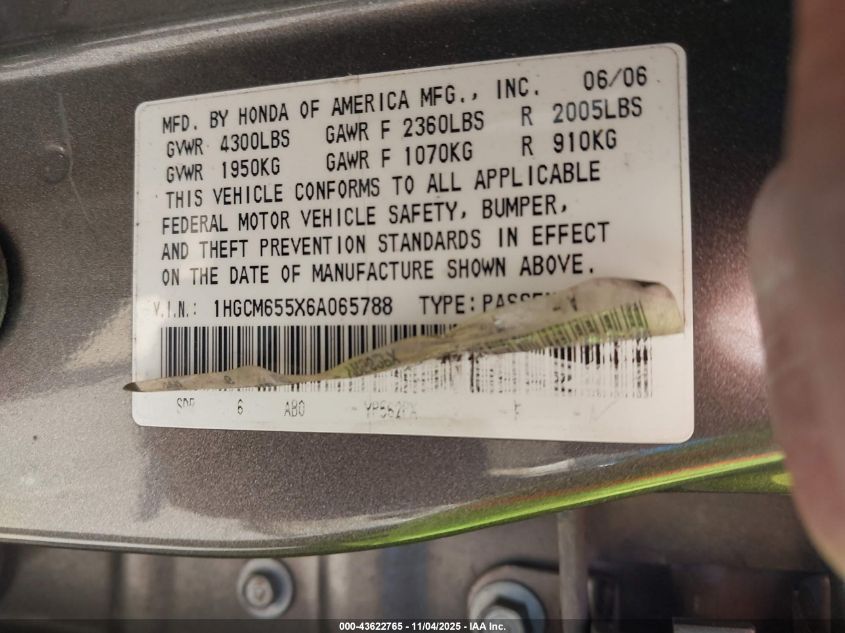 MFD. BY HONDA OF AMERICA MFG., INC. 06/06
GVWR 4300LBS GAWR F 2360LBS R 2005LBS
GVWR 1950KG GAWR F 1070KG R 910KG
THIS VEHICLE CONFORMS TO ALL APPLICABLE
FEDERAL MOTOR VEHICLE SAFETY, BUMPER,
AND THEFT PREVENTION STANDARDS IN EFFECT
ON THE DATE OF MANUFACTURE SHOWN ABOVE.
V.I.N.: 1HGCM655X6A065788 TYPE:
6 AB0
000-43622765 - 11/04/2025 - IAA Inc.